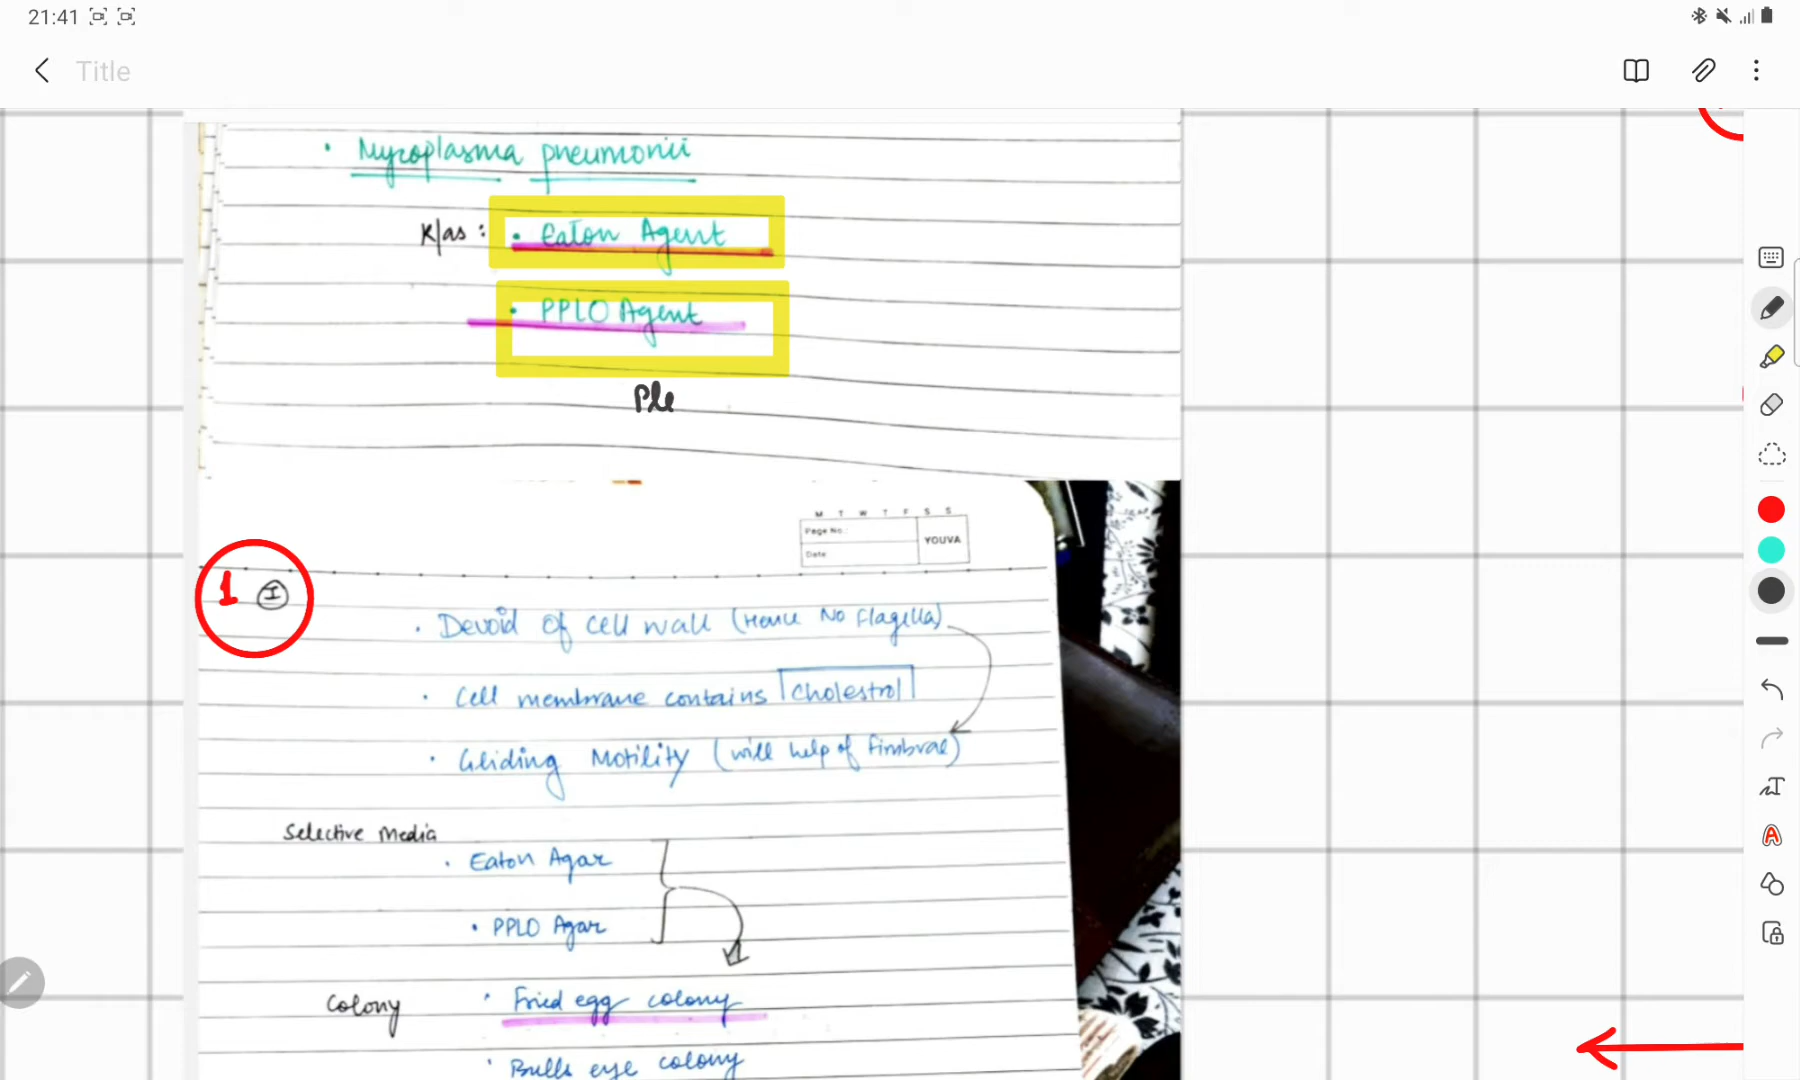 21:41
Title
• Mycoplasma pneumonii
K/as : • Eaton Agent
• PPLO Agent
Ple
M T W T F S S
Page No.:
Date:
YOUVA
1 I
• Devoid of cell wall (Hence No flagella)
• Cell membrane contains Cholestrol
• Gliding Motility (will help of fimbrae)
Selective Media
• Eaton Agar
• PPLO Agar
Colony • Fried egg colony
• Bulls eye colony
T
A